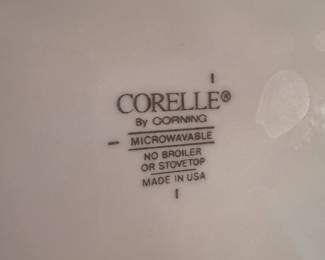 CORELLE®
By CORNING
MICROWAVABLE
NO BROILER
OR STOVETOP
MADE IN USA